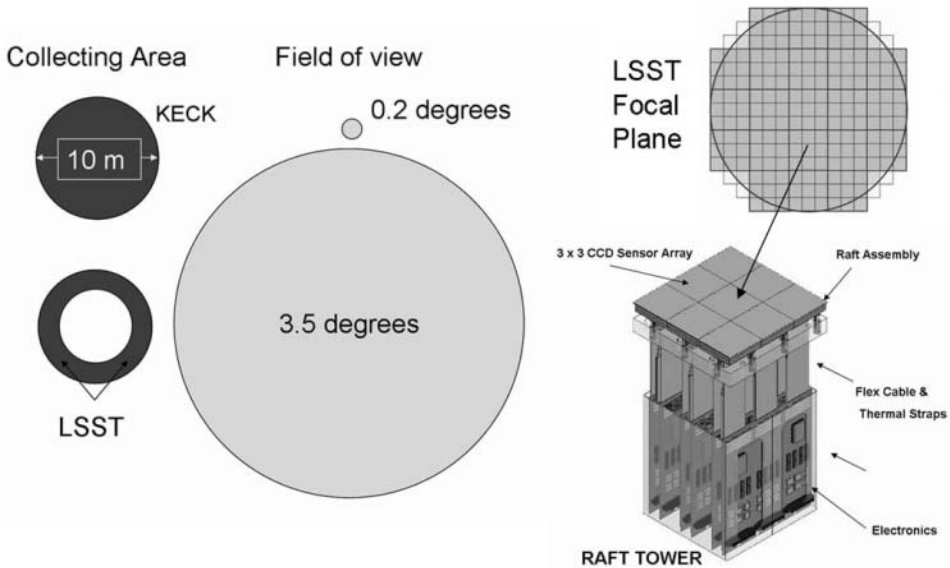 Collecting Area
KECK
10 m
LSST
Field of view
0.2 degrees
3.5 degrees
LSST
Focal
Plane
3 x 3 CCD Sensor Array
Raft Assembly
Flex Cable &
Thermal Straps
Electronics
RAFT TOWER